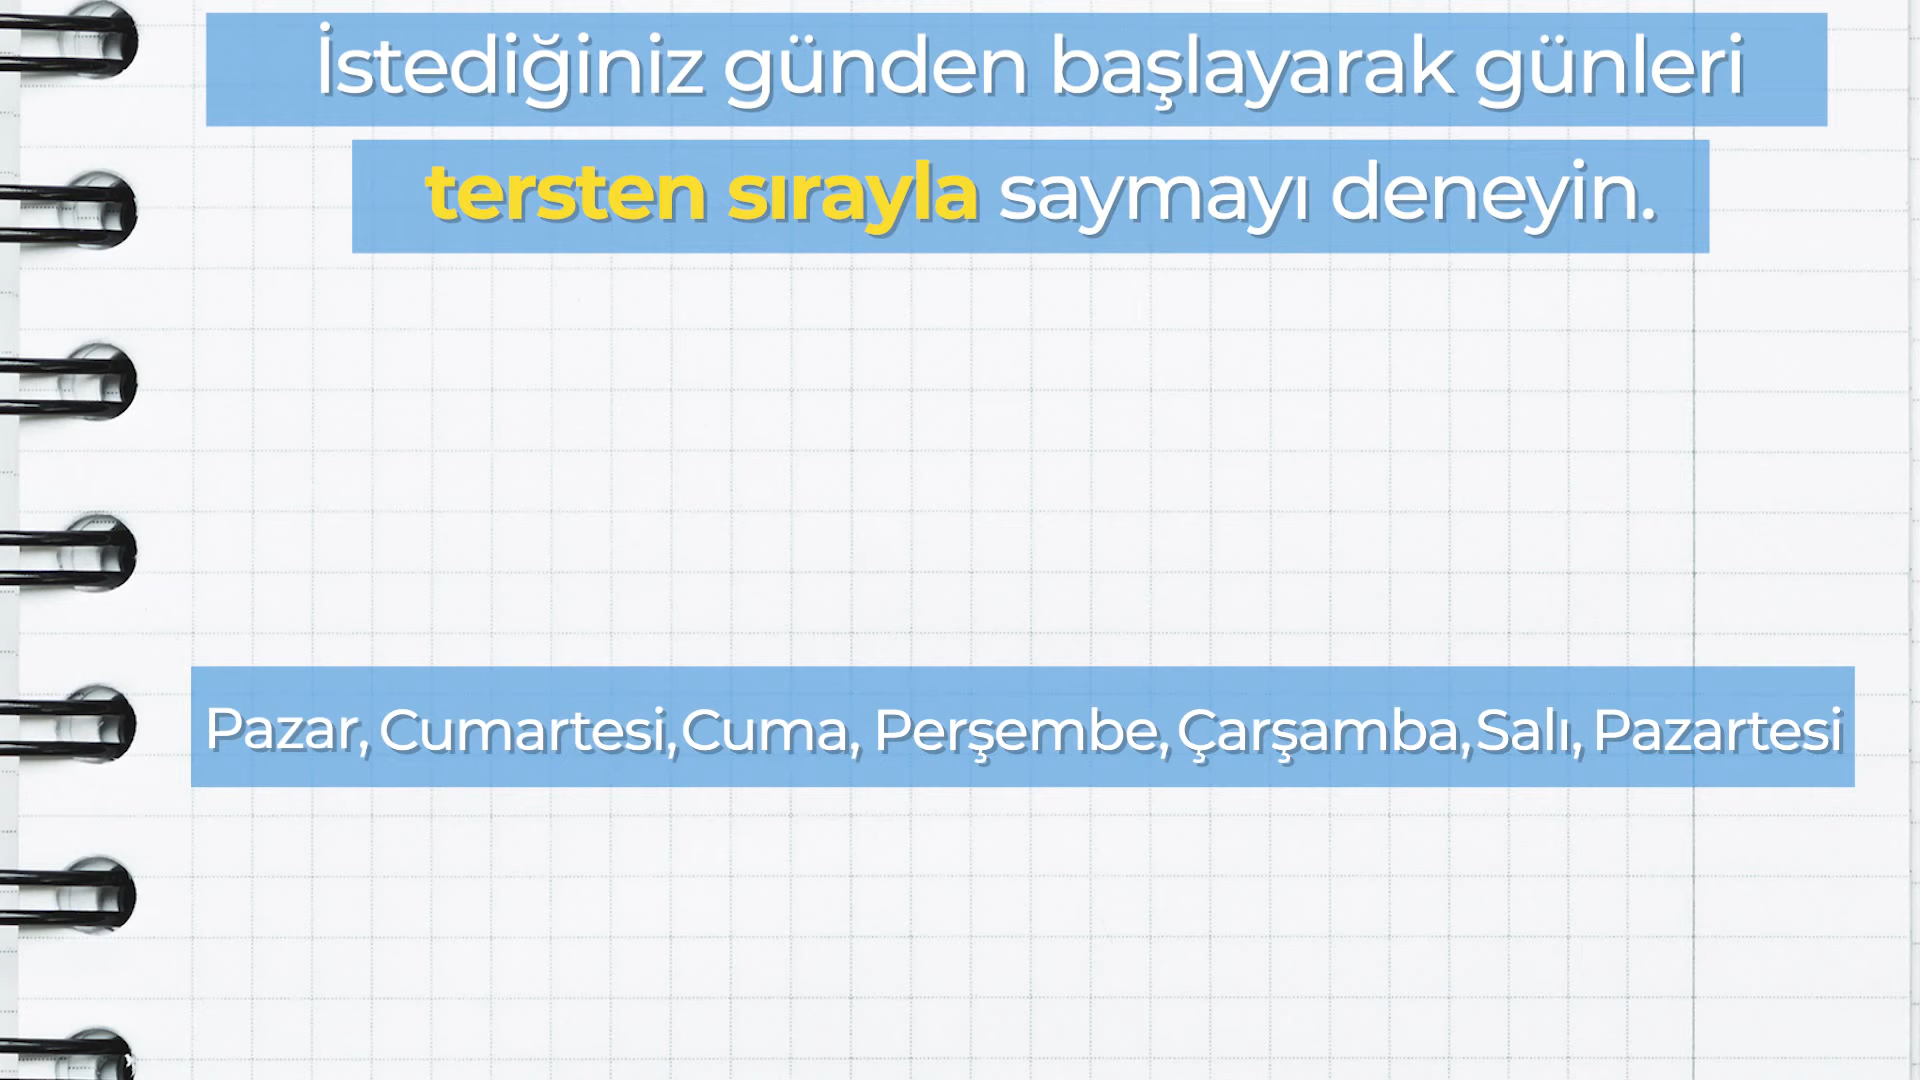 İstediğiniz günden başlayarak günleri
tersten sırayla saymayı deneyin.
Pazar, Cumartesi, Cuma, Perşembe, Çarşamba, Salı, Pazartesi